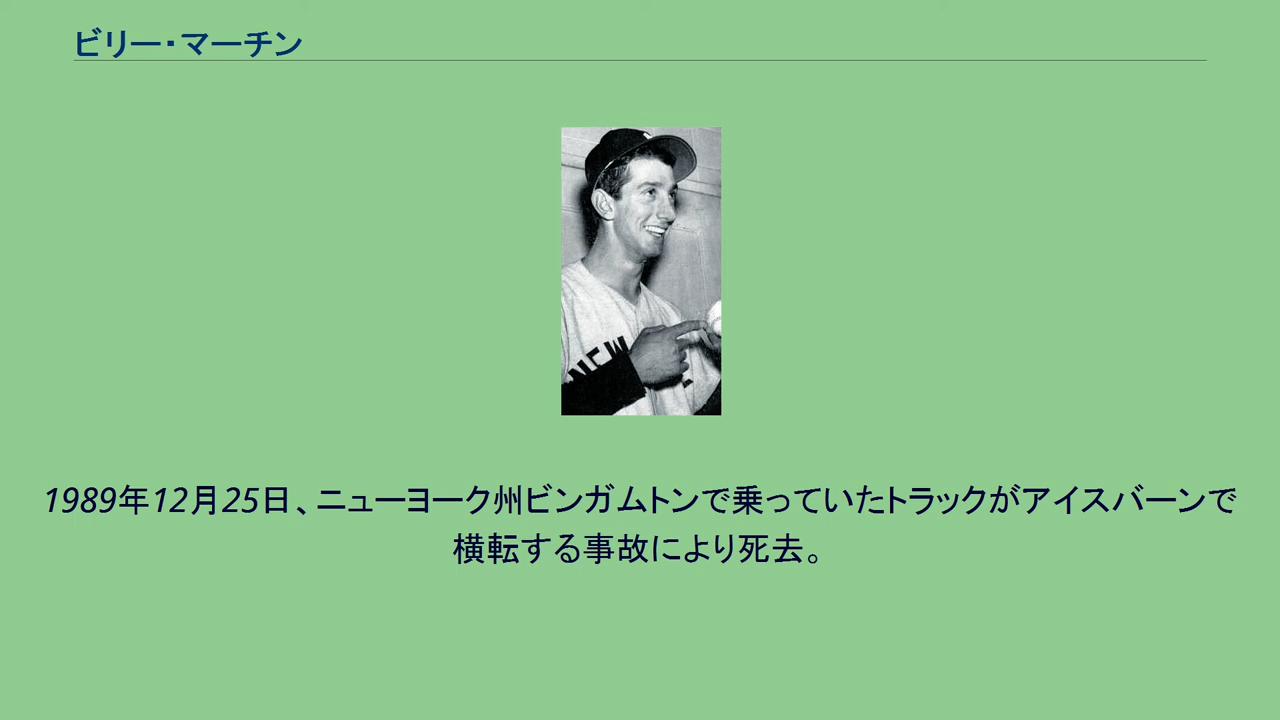 ビリー・マーチン
NEW
1989年12月25日、ニューヨーク州ビンガムトンで乗っていたトラックがアイスバーンで
横転する事故により死去。